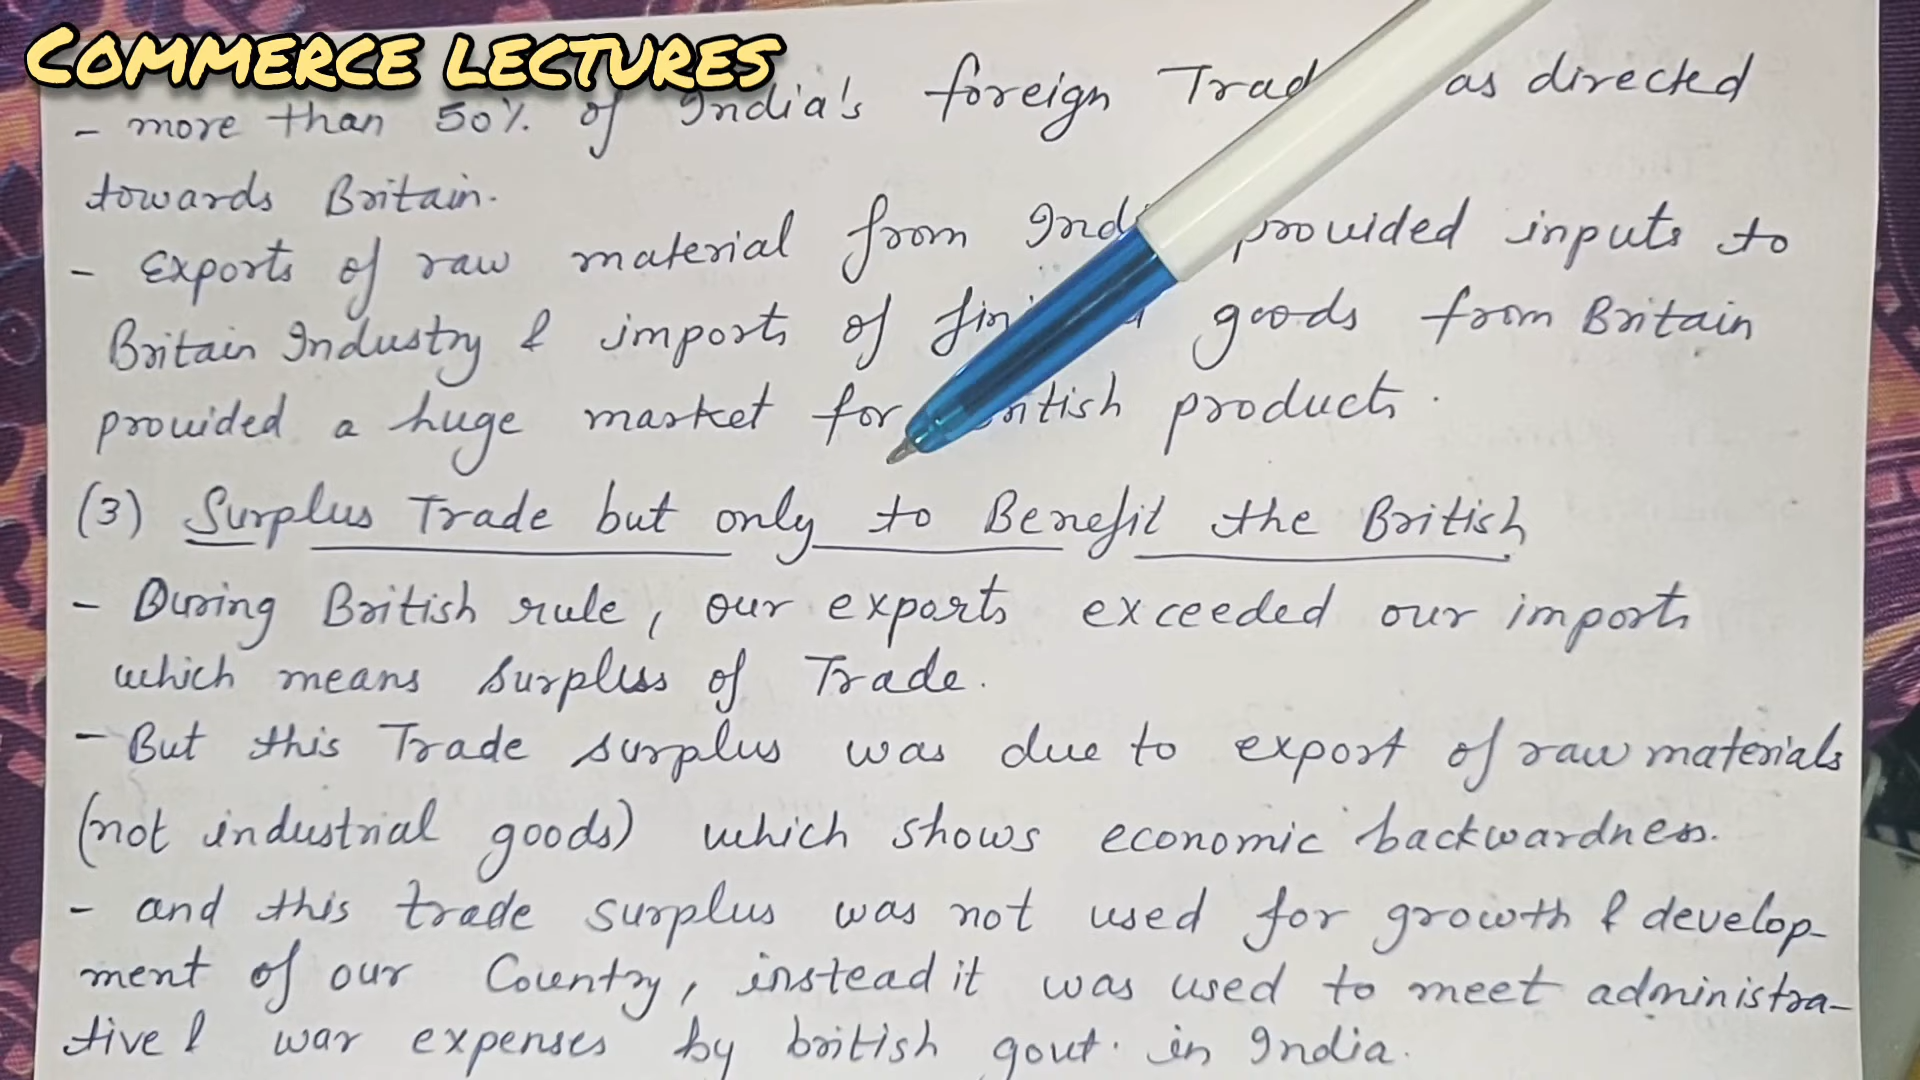 COMMERCE LECTURES
- more than 50% of India's foreign Trad as directed
towards Britain.
- Exports of raw material from Ind provided inputs to
Britain Industry & imports of goods from Britain
provided a huge market for British products.
(3) Surplus Trade but only to Benefit the British
- During British rule, our exports exceeded our imports
which means surplus of Trade.
- But this Trade surplus was due to export of raw materials
(not industrial goods) which shows economic backwardness.
- and this trade surplus was not used for growth & develop-
ment of our Country, instead it was used to meet administra-
tive & war expenses by british govt. in India.